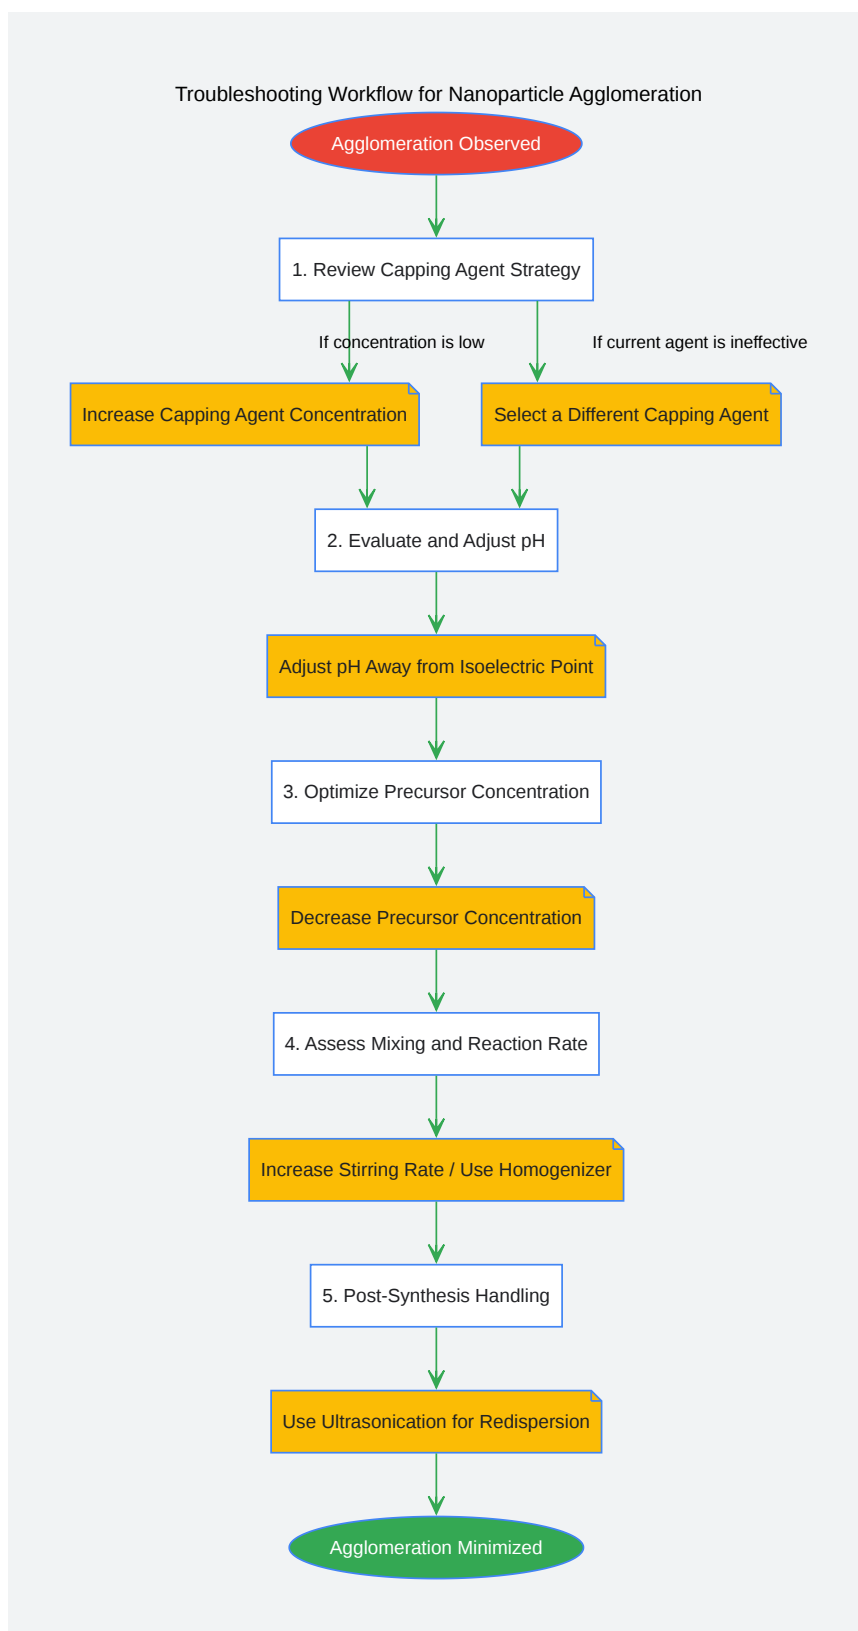 Troubleshooting Workflow for Nanoparticle Agglomeration
Agglomeration Observed
1. Review Capping Agent Strategy
If concentration is low
If current agent is ineffective
Increase Capping Agent Concentration
Select a Different Capping Agent
2. Evaluate and Adjust pH
Adjust pH Away from Isoelectric Point
3. Optimize Precursor Concentration
Decrease Precursor Concentration
4. Assess Mixing and Reaction Rate
Increase Stirring Rate / Use Homogenizer
5. Post-Synthesis Handling
Use Ultrasonication for Redispersion
Agglomeration Minimized